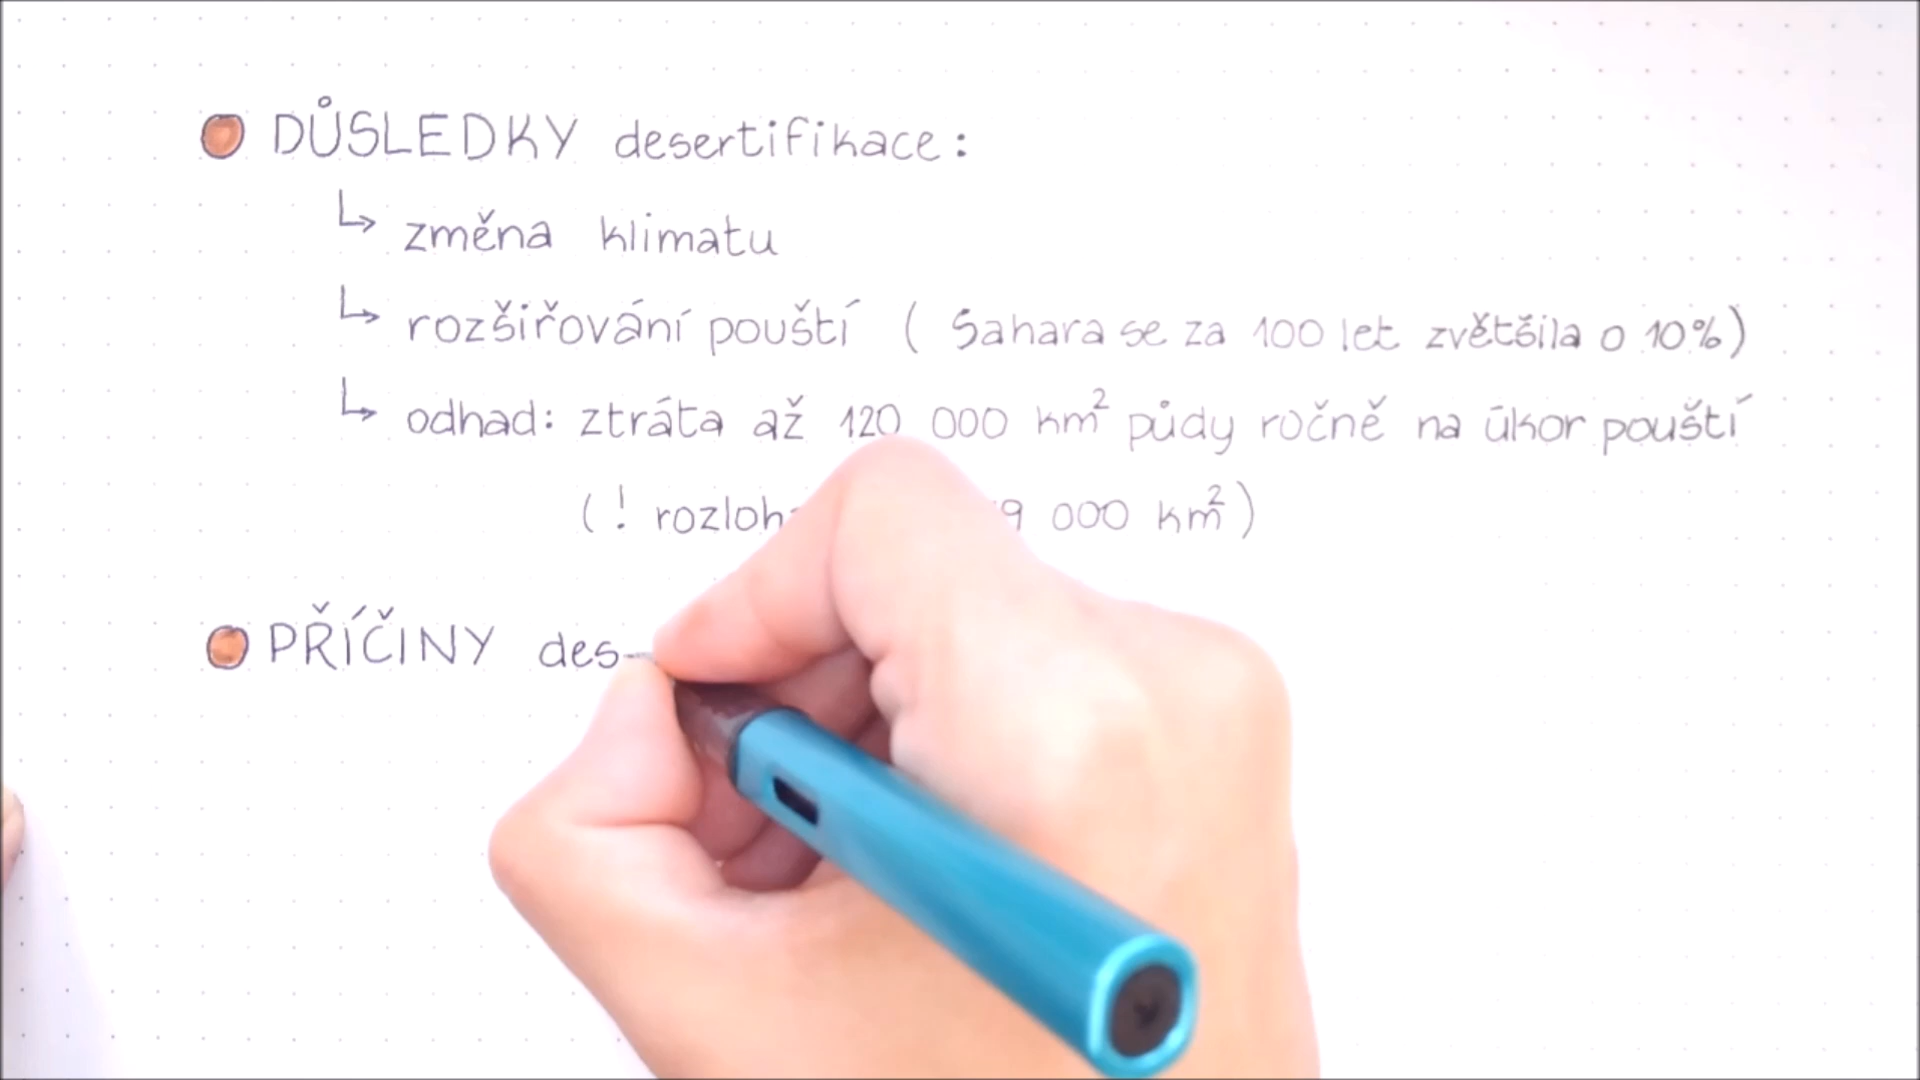 DŮSLEDKY desertifikace:
↳ změna klimatu
↳ rozšiřování pouští ( Sahara se za 100 let zvětšila o 10%)
↳ odhad: ztráta až 120 000 km² půdy ročně na úkor pouští
(! 000 km²)
PŘÍČINY des